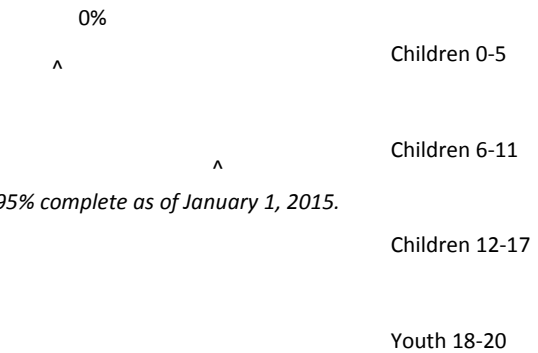 0%
Children 0-5
^
Children 6-11
^
95% complete as of January 1, 2015.
Children 12-17
Youth 18-20